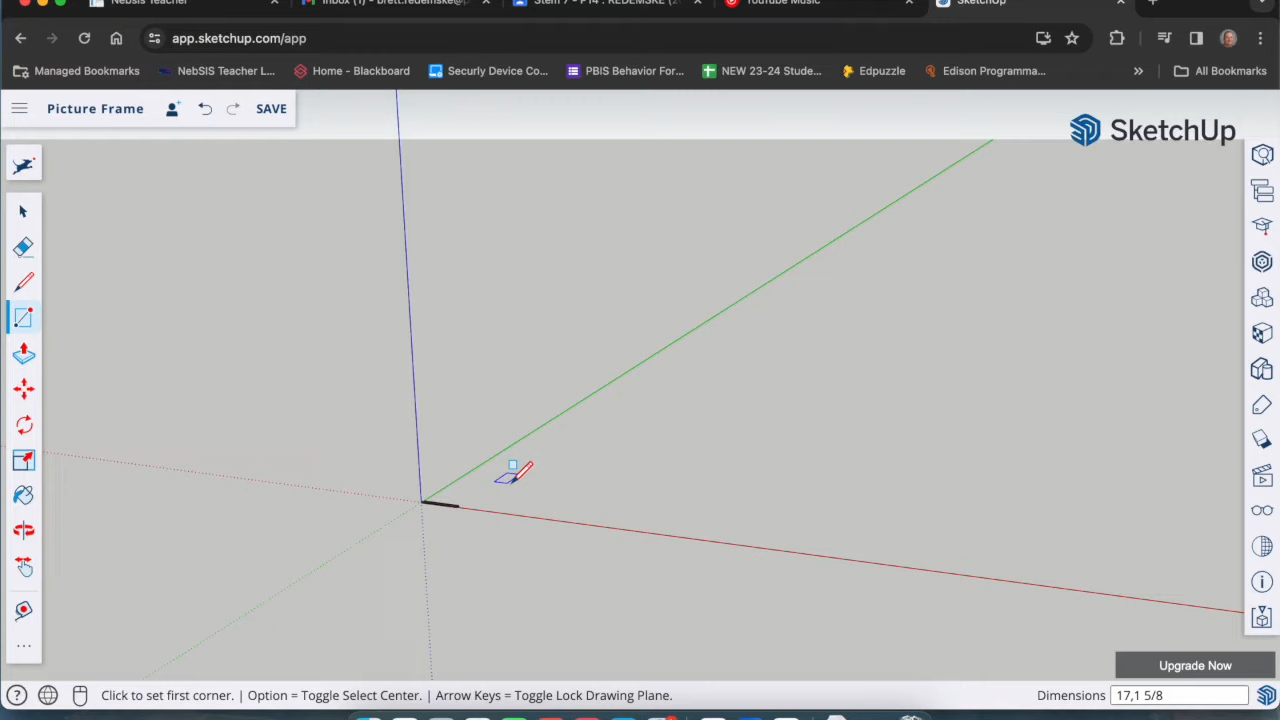 Nebsis Teacher
Inbox (1) - brett.redemske@
Stem 7 - P14 : REDEMSKE (2
YouTube Music
SketchUp
app.sketchup.com/app
Managed Bookmarks
NebSIS Teacher L...
Home - Blackboard
Securly Device Co...
PBIS Behavior For...
NEW 23-24 Stude...
Edpuzzle
Edison Programma...
»
All Bookmarks
Picture Frame
SAVE
SketchUp
Upgrade Now
Click to set first corner. | Option = Toggle Select Center. | Arrow Keys = Toggle Lock Drawing Plane.
Dimensions
17,1 5/8